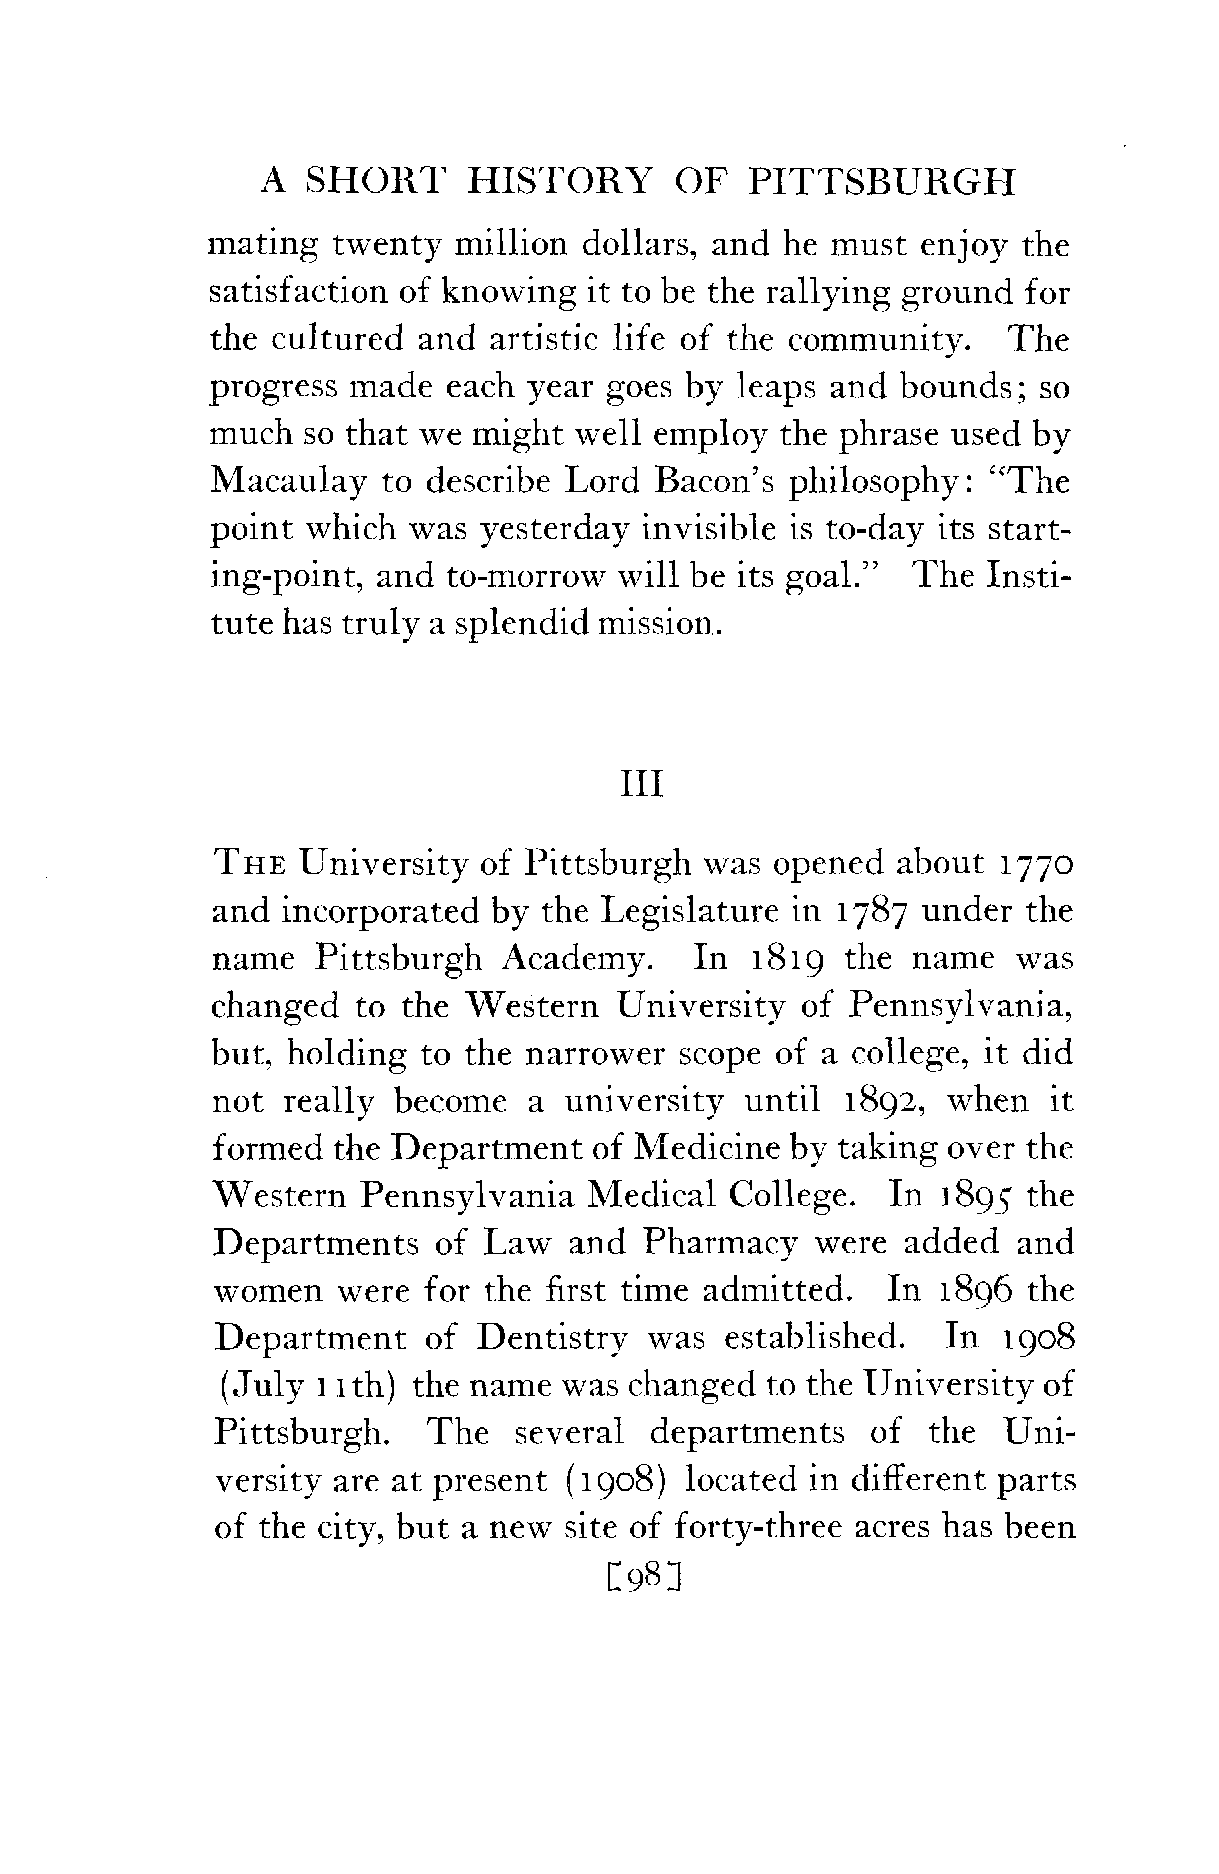 A SHORT HISTORY OF PITTSBURGH
mating twenty million dollars, and he must enjoy the
satisfaction of knowing it to be the rallying ground for
the cultured and artistic life of the community. The
progress made each year goes by leaps and bounds; so
much so that we might well employ the phrase used by
Macaulay to describe Lord Bacon's philosophy: "The
point which was yesterday invisible is to-day its start-
ing-point, and to-morrow will be its goal." The Insti-
tute has truly a splendid mission.
III
THE University of Pittsburgh was opened about 1770
and incorporated by the Legislature in 1787 under the
name Pittsburgh Academy. In 1819 the name was
changed to the Western University of Pennsylvania,
but, holding to the narrower scope of a college, it did
not really become a university until 1892, when it
formed the Department of Medicine by taking over the
Western Pennsylvania Medical College. In 1895 the
Departments of Law and Pharmacy were added and
women were for the first time admitted. In 1896 the
Department of Dentistry was established. In 1908
(July 11th) the name was changed to the University of
Pittsburgh. The several departments of the Uni-
versity are at present (1908) located in different parts
of the city, but a new site of forty-three acres has been
[98]